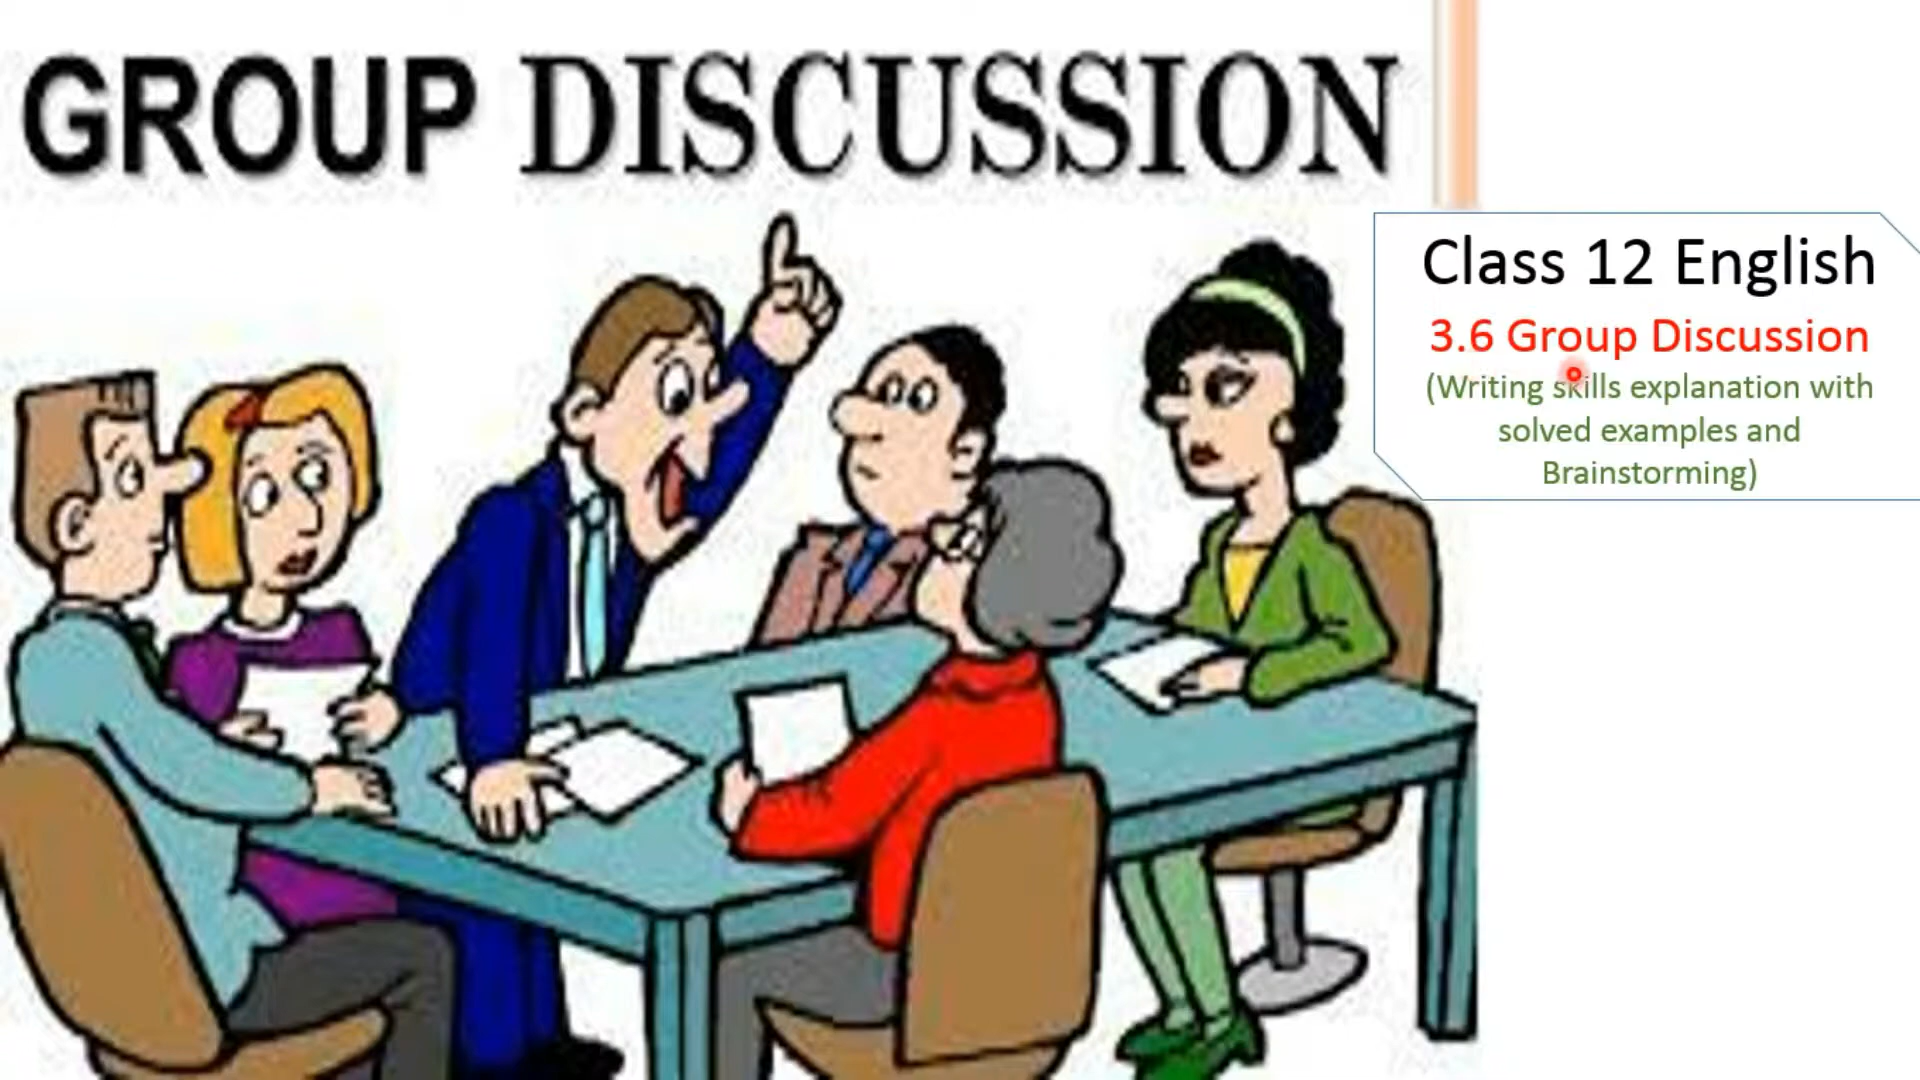 GROUP DISCUSSION
Class 12 English
3.6 Group Discussion
(Writing skills explanation with
solved examples and
Brainstorming)